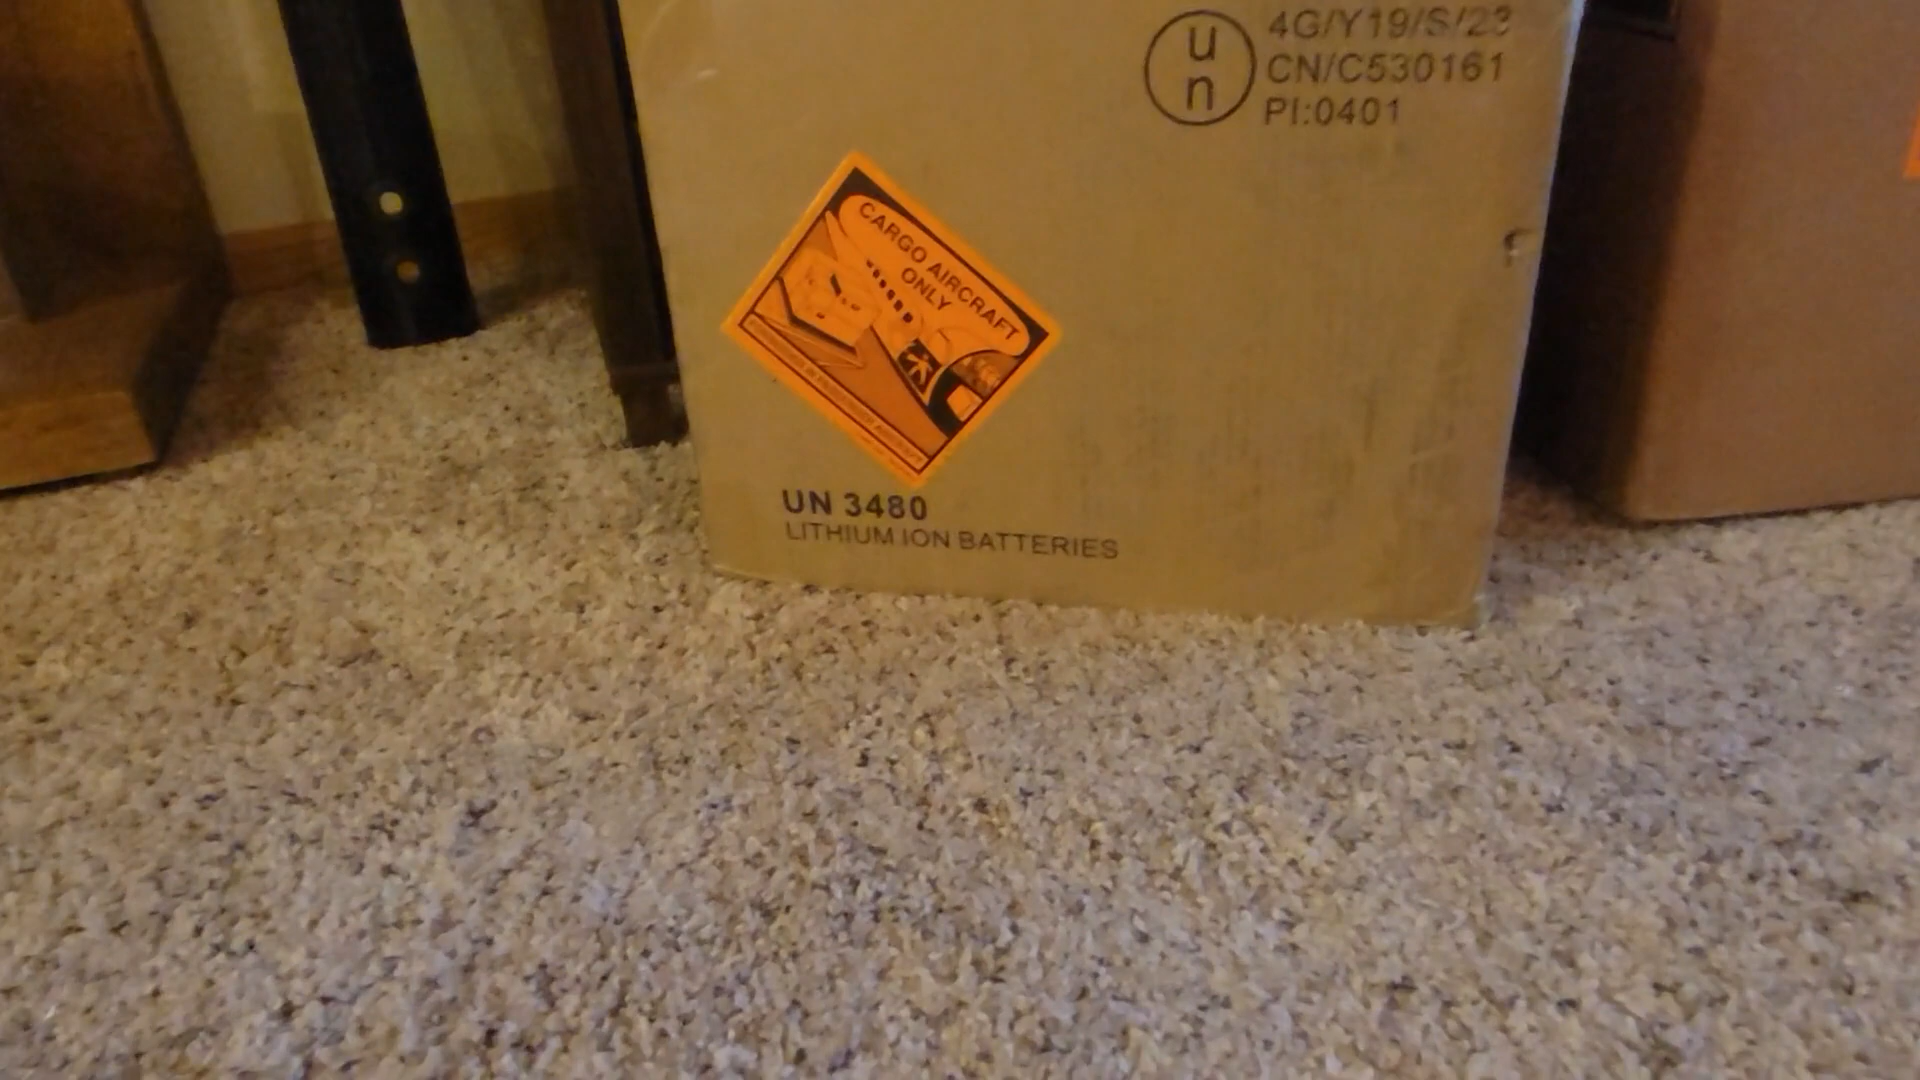 u
n
4G/Y19/S/23
CN/C530161
PI:0401
CARGO AIRCRAFT
ONLY
UN 3480
LITHIUM ION BATTERIES